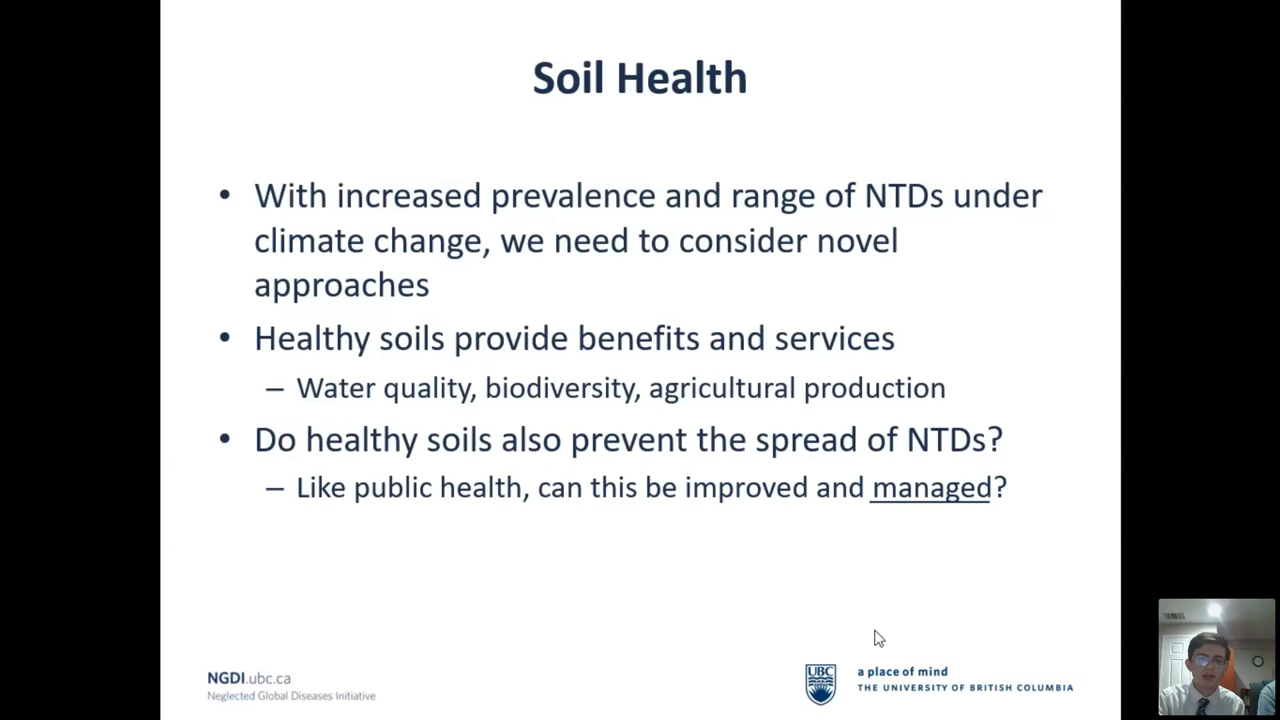 Soil Health
• With increased prevalence and range of NTDs under
climate change, we need to consider novel
approaches
• Healthy soils provide benefits and services
– Water quality, biodiversity, agricultural production
• Do healthy soils also prevent the spread of NTDs?
– Like public health, can this be improved and managed?
NGDI.ubc.ca
Neglected Global Diseases Initiative
UBC
a place of mind
THE UNIVERSITY OF BRITISH COLUMBIA